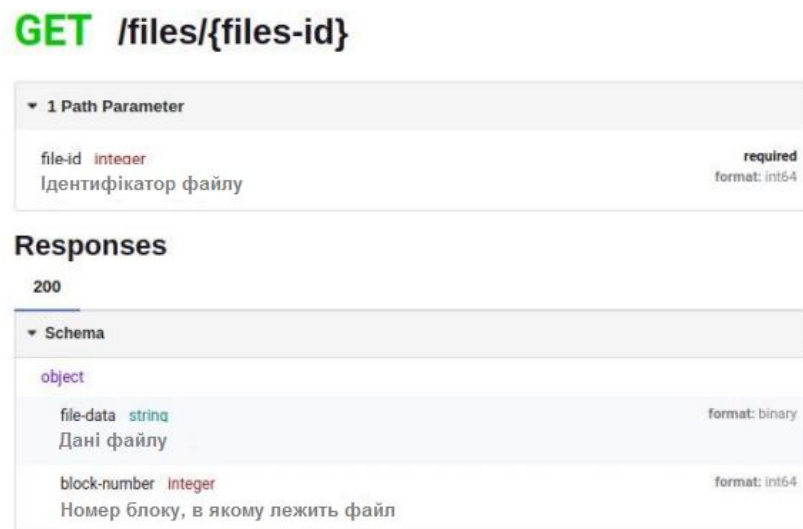 GET /files/{files-id}
1 Path Parameter
file-id integer required
Ідентифікатор файлу format: int64
Responses
200
Schema
object
file-data string format: binary
Дані файлу
block-number integer format: int64
Номер блоку, в якому лежить файл